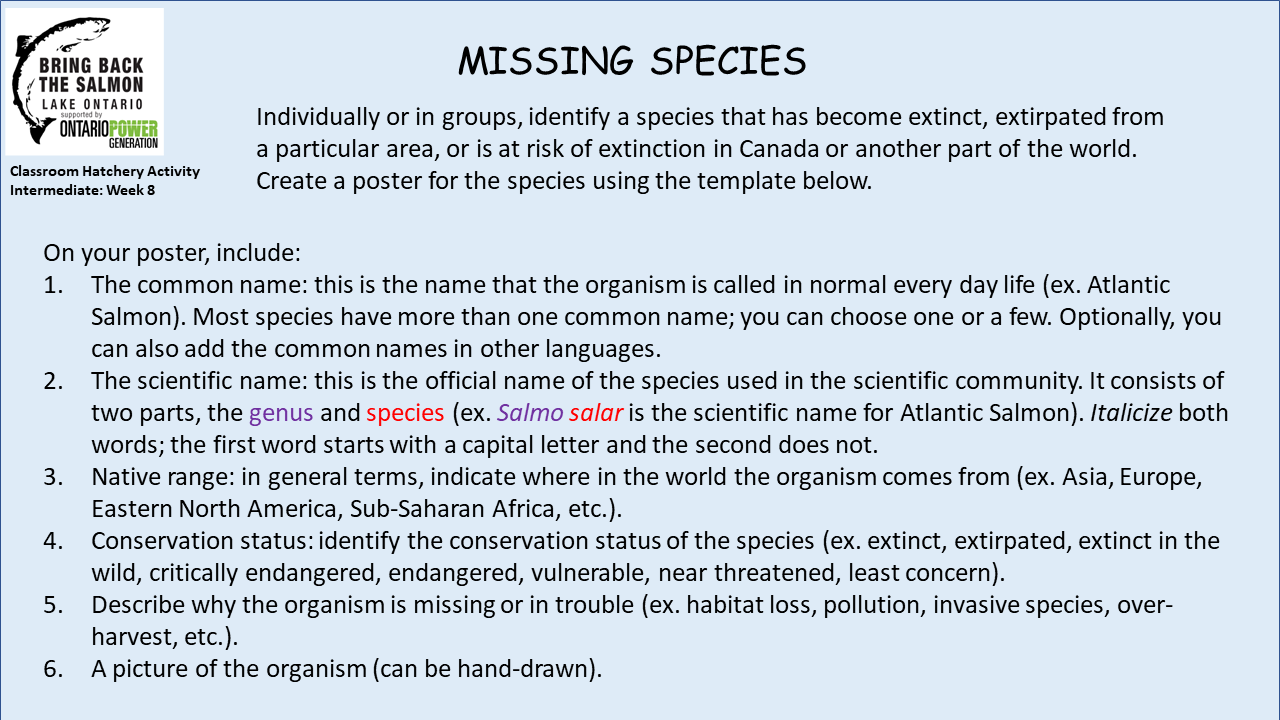 BRING BACK
THE SALMON
LAKE ONTARIO
supported by
ONTARIOPOWER
GENERATION
Classroom Hatchery Activity
Intermediate: Week 8
MISSING SPECIES
Individually or in groups, identify a species that has become extinct, extirpated from
a particular area, or is at risk of extinction in Canada or another part of the world.
Create a poster for the species using the template below.
On your poster, include:
1. The common name: this is the name that the organism is called in normal every day life (ex. Atlantic
Salmon). Most species have more than one common name; you can choose one or a few. Optionally, you
can also add the common names in other languages.
2. The scientific name: this is the official name of the species used in the scientific community. It consists of
two parts, the genus and species (ex. Salmo salar is the scientific name for Atlantic Salmon). Italicize both
words; the first word starts with a capital letter and the second does not.
3. Native range: in general terms, indicate where in the world the organism comes from (ex. Asia, Europe,
Eastern North America, Sub-Saharan Africa, etc.).
4. Conservation status: identify the conservation status of the species (ex. extinct, extirpated, extinct in the
wild, critically endangered, endangered, vulnerable, near threatened, least concern).
5. Describe why the organism is missing or in trouble (ex. habitat loss, pollution, invasive species, over-
harvest, etc.).
6. A picture of the organism (can be hand-drawn).